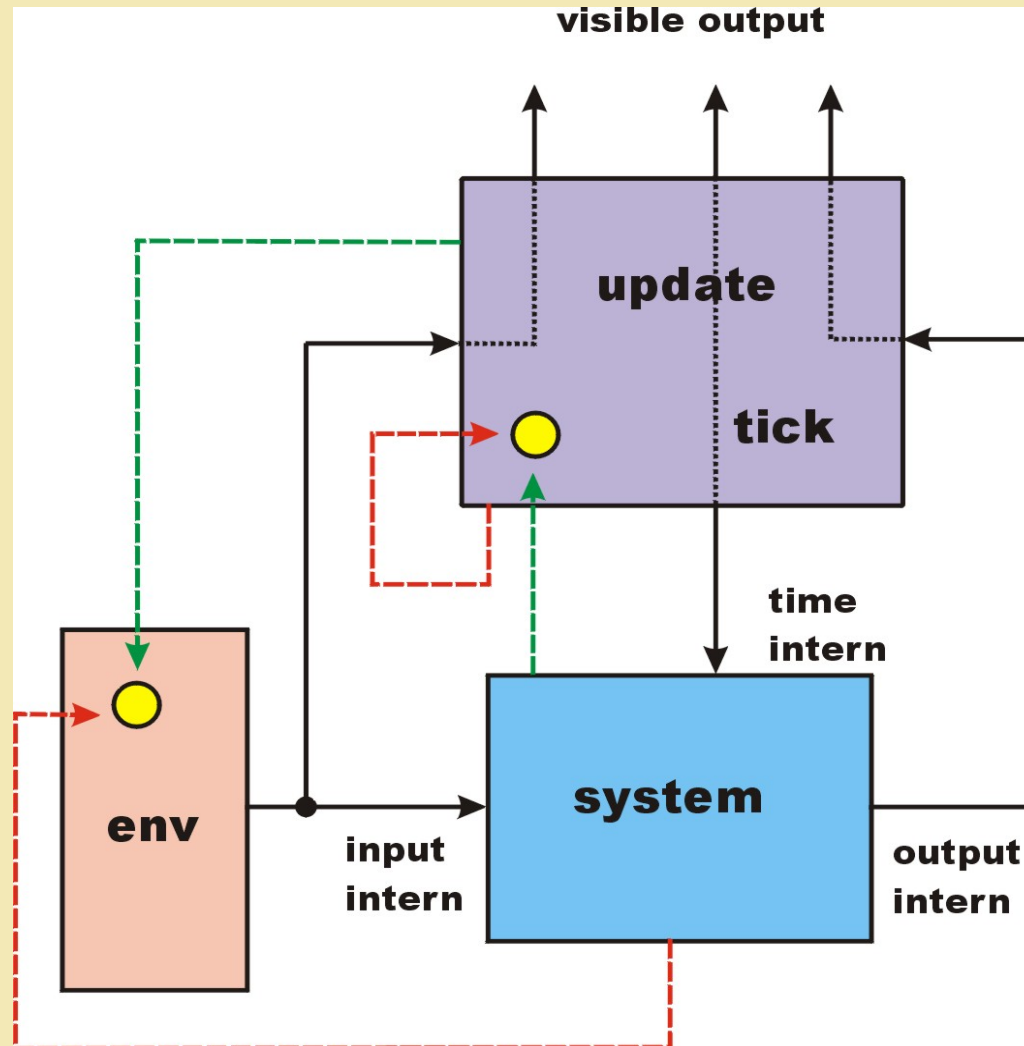 visible output
update
tick
time
intern
system
env
input
intern
output
intern